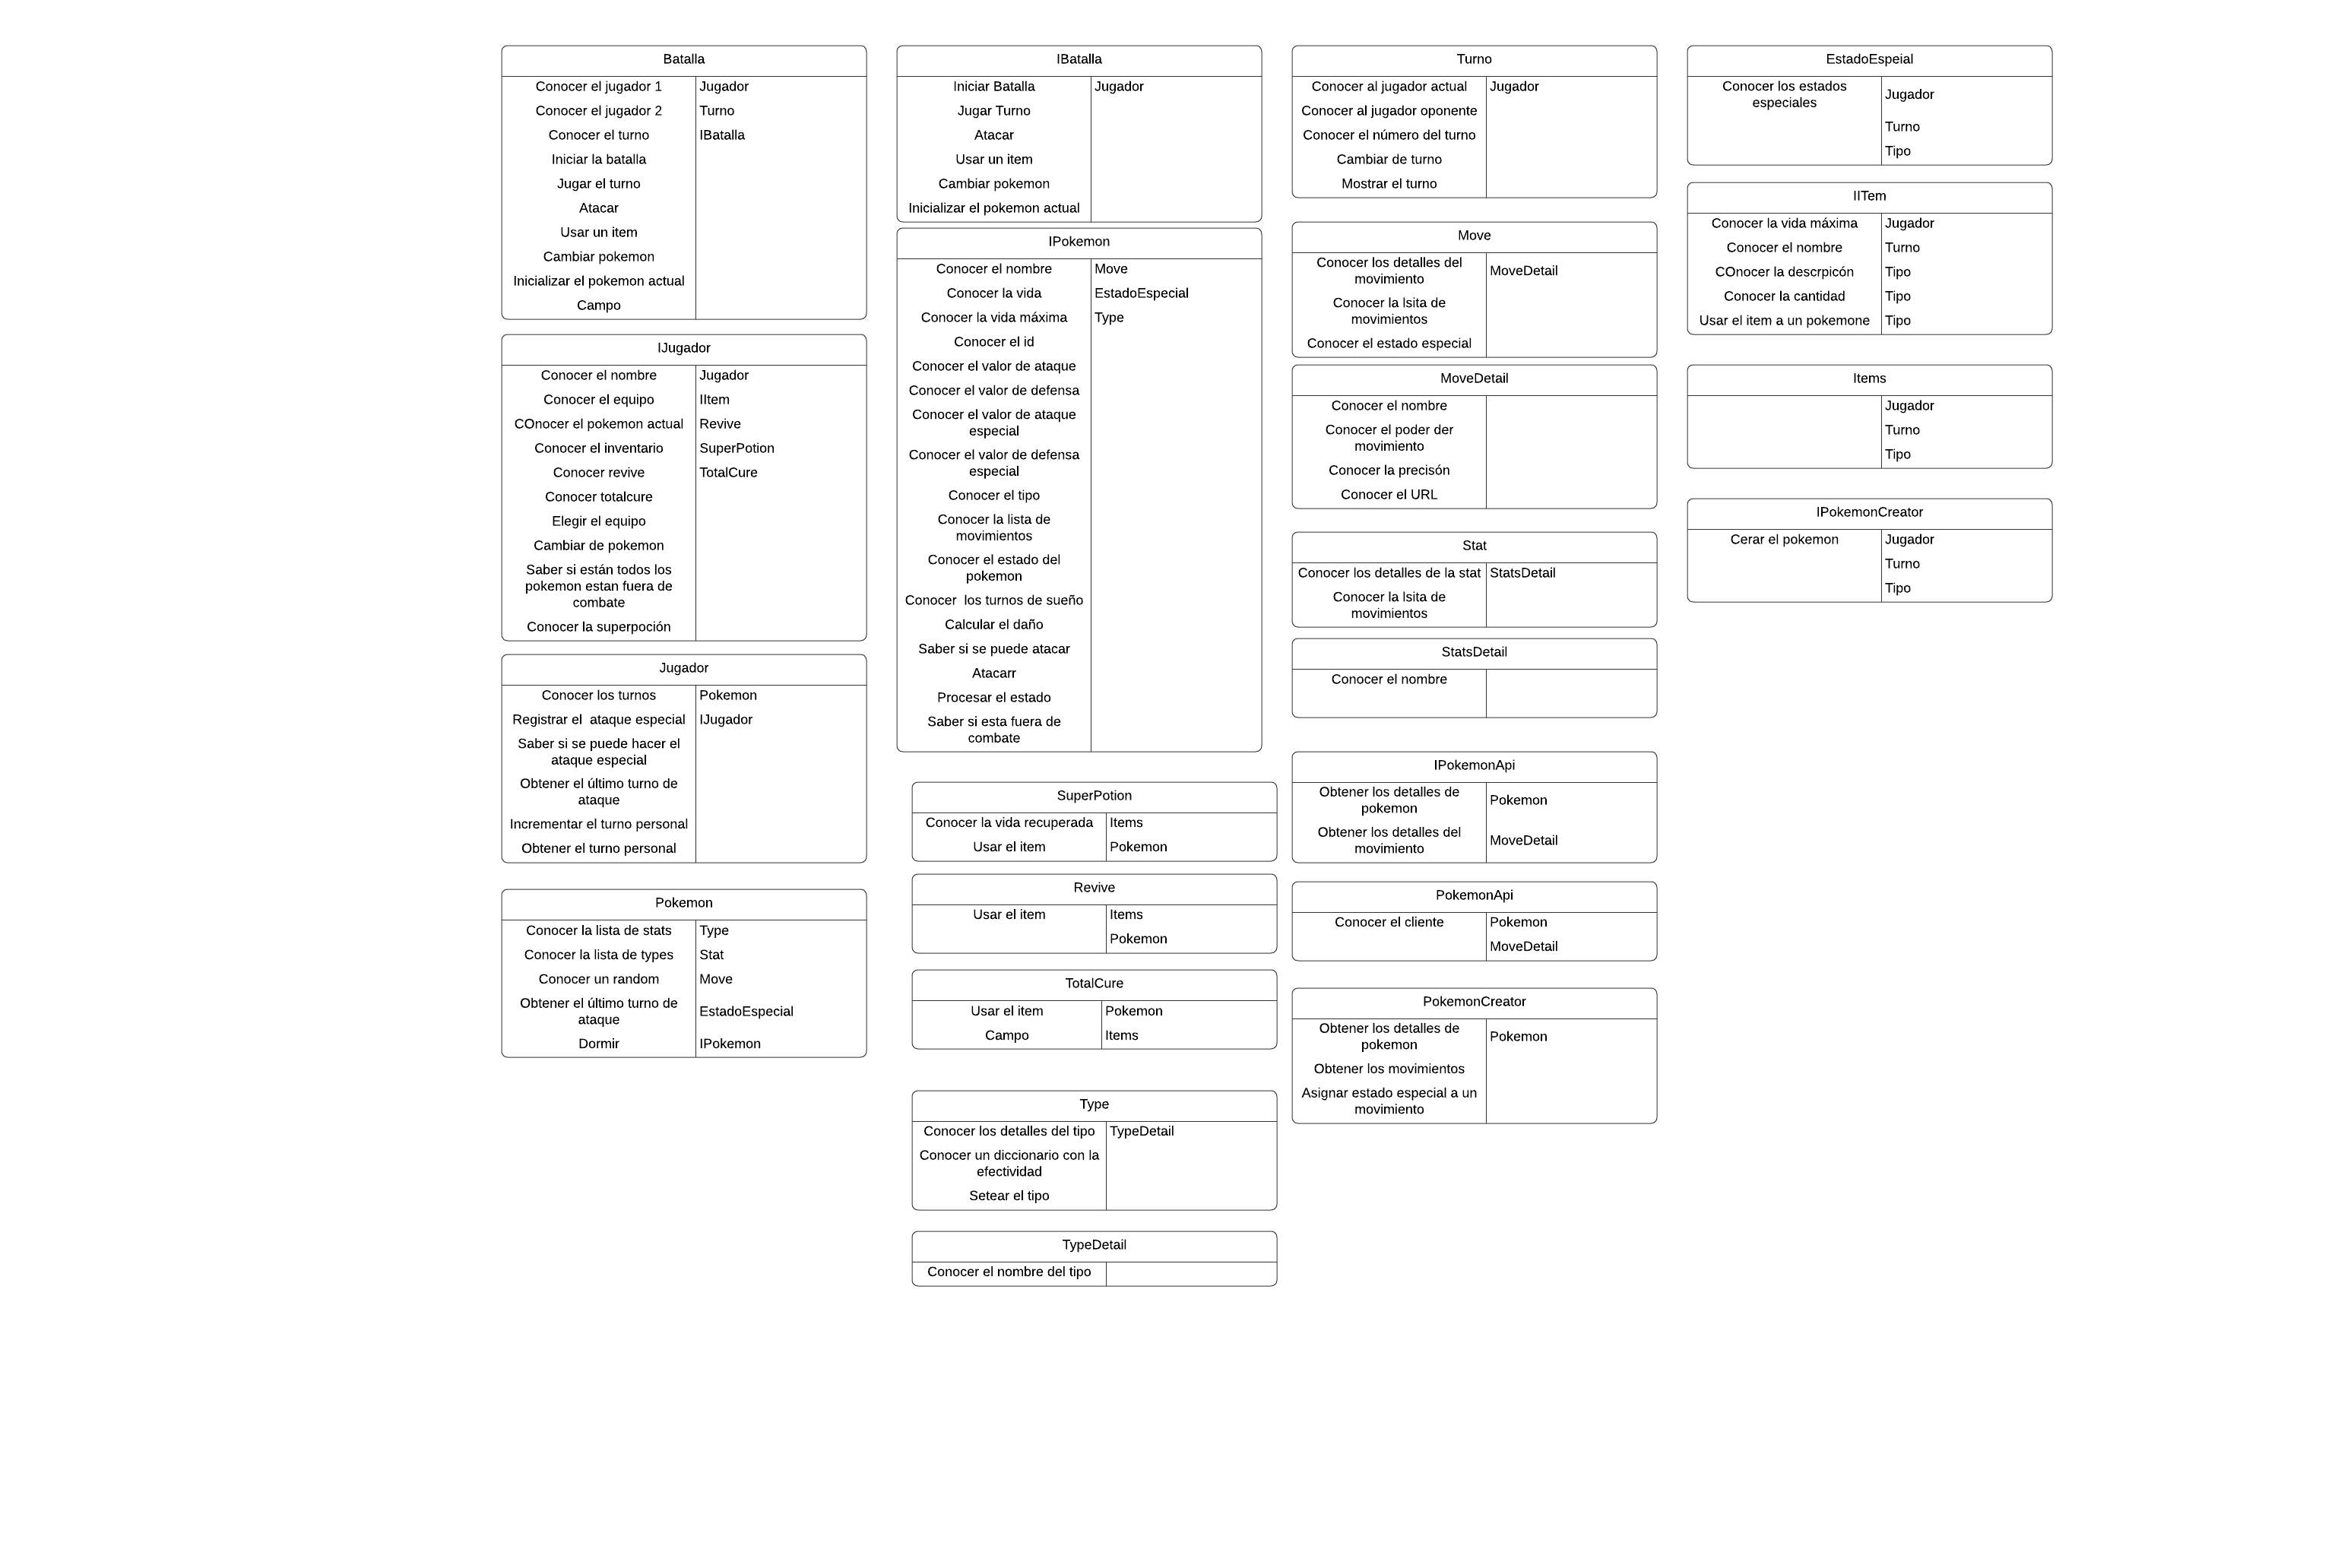 Batalla
Conocer el jugador 1
Jugador
Conocer el jugador 2
Turno
Conocer el turno
IBatalla
Iniciar la batalla
Jugar el turno
Atacar
Usar un item
Cambiar pokemon
Inicializar el pokemon actual
Campo
IJugador
Conocer el nombre
Jugador
Conocer el equipo
IItem
COnocer el pokemon actual
Revive
Conocer el inventario
SuperPotion
Conocer revive
TotalCure
Conocer totalcure
Elegir el equipo
Cambiar de pokemon
Saber si están todos los
pokemon estan fuera de
combate
Conocer la superpoción
Jugador
Conocer los turnos
Pokemon
Registrar el  ataque especial
IJugador
Saber si se puede hacer el
ataque especial
Obtener el último turno de
ataque
Incrementar el turno personal
Obtener el turno personal
Pokemon
Conocer la lista de stats
Type
Conocer la lista de types
Stat
Conocer un random
Move
Obtener el último turno de
ataque
EstadoEspecial
Dormir
IPokemon
IBatalla
Iniciar Batalla
Jugador
Jugar Turno
Atacar
Usar un item
Cambiar pokemon
Inicializar el pokemon actual
IPokemon
Conocer el nombre
Move
Conocer la vida
EstadoEspecial
Conocer la vida máxima
Type
Conocer el id
Conocer el valor de ataque
Conocer el valor de defensa
Conocer el valor de ataque
especial
Conocer el valor de defensa
especial
Conocer el tipo
Conocer la lista de
movimientos
Conocer el estado del
pokemon
Conocer  los turnos de sueño
Calcular el daño
Saber si se puede atacar
Atacarr
Procesar el estado
Saber si esta fuera de
combate
SuperPotion
Conocer la vida recuperada
Items
Usar el item
Pokemon
Revive
Usar el item
Items
Pokemon
TotalCure
Usar el item
Pokemon
Campo
Items
Type
Conocer los detalles del tipo
TypeDetail
Conocer un diccionario con la
efectividad
Setear el tipo
TypeDetail
Conocer el nombre del tipo
Turno
Conocer al jugador actual
Jugador
Conocer al jugador oponente
Conocer el número del turno
Cambiar de turno
Mostrar el turno
Move
Conocer los detalles del
movimiento
MoveDetail
Conocer la lsita de
movimientos
Conocer el estado especial
MoveDetail
Conocer el nombre
Conocer el poder der
movimiento
Conocer la precisón
Conocer el URL
Stat
Conocer los detalles de la stat
StatsDetail
Conocer la lsita de
movimientos
StatsDetail
Conocer el nombre
IPokemonApi
Obtener los detalles de
pokemon
Pokemon
Obtener los detalles del
movimiento
MoveDetail
PokemonApi
Conocer el cliente
Pokemon
MoveDetail
PokemonCreator
Obtener los detalles de
pokemon
Pokemon
Obtener los movimientos
Asignar estado especial a un
movimiento
EstadoEspeial
Conocer los estados
especiales
Jugador
Turno
Tipo
IITem
Conocer la vida máxima
Jugador
Conocer el nombre
Turno
COnocer la descrpicón
Tipo
Conocer la cantidad
Tipo
Usar el item a un pokemone
Tipo
Items
Jugador
Turno
Tipo
IPokemonCreator
Cerar el pokemon
Jugador
Turno
Tipo